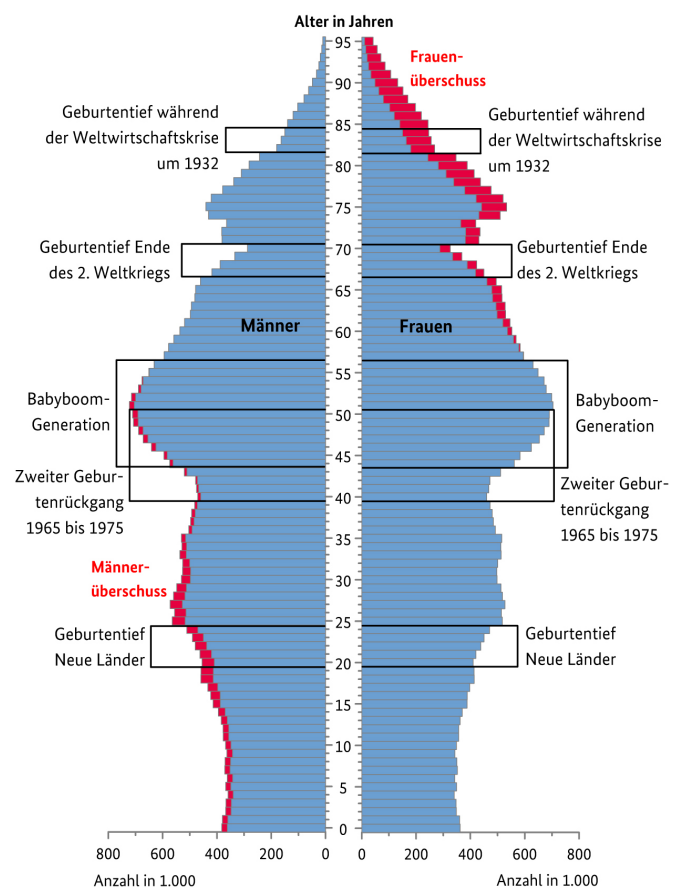 Alter in Jahren
95
90
85
80
75
70
65
60
55
50
45
40
35
30
25
20
15
10
5
0
Frauen-
überschuss
Geburtentief während
der Weltwirtschaftskrise
um 1932
Geburtentief während
der Weltwirtschaftskrise
um 1932
Geburtentief Ende
des 2. Weltkriegs
Geburtentief Ende
des 2. Weltkriegs
Männer
Frauen
Babyboom-
Generation
Babyboom-
Generation
Zweiter Gebur-
tenrückgang
1965 bis 1975
Zweiter Gebur-
tenrückgang
1965 bis 1975
Männer-
überschuss
Geburtentief
Neue Länder
Geburtentief
Neue Länder
800 600 400 200 0 0 200 400 600 800
Anzahl in 1.000
Anzahl in 1.000